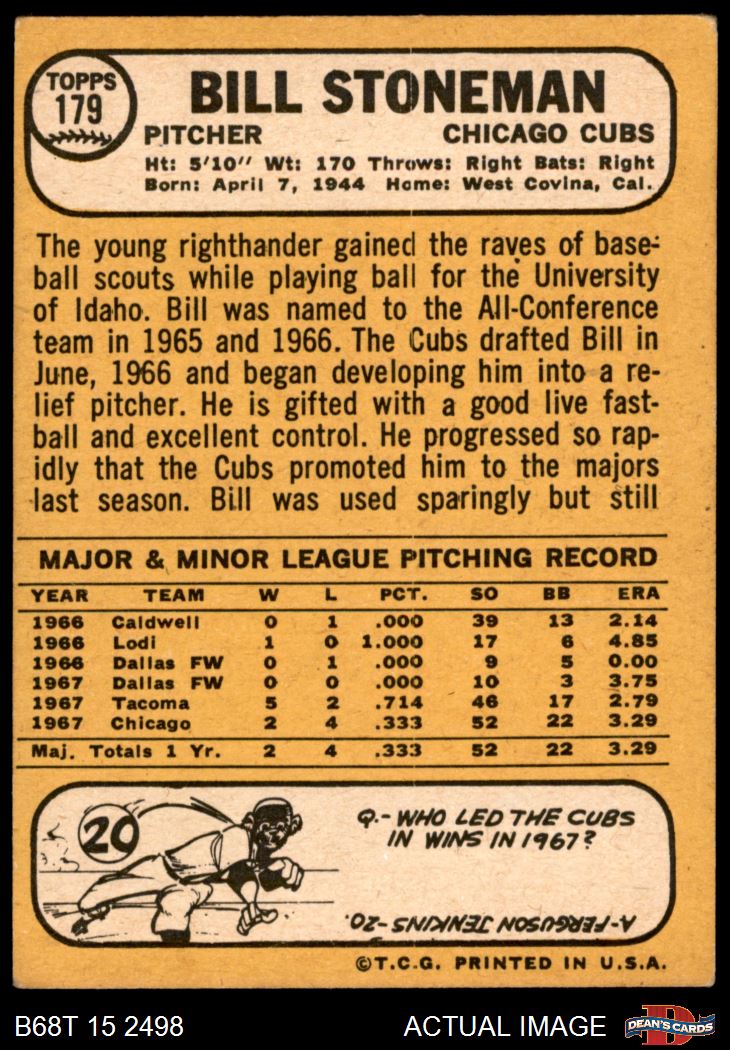 TOPPS
179
BILL STONEMAN
PITCHER CHICAGO CUBS
Ht: 5'10" Wt: 170 Throws: Right Bats: Right
Born: April 7, 1944 Home: West Covina, Cal.
The young righthander gained the raves of base-
ball scouts while playing ball for the University
of Idaho. Bill was named to the All-Conference
team in 1965 and 1966. The Cubs drafted Bill in
June, 1966 and began developing him into a re-
lief pitcher. He is gifted with a good live fast-
ball and excellent control. He progressed so rap-
idly that the Cubs promoted him to the majors
last season. Bill was used sparingly but still
MAJOR & MINOR LEAGUE PITCHING RECORD
YEAR TEAM W L PCT. SO BB ERA
1966 Caldwell 0 1 .000 39 13 2.14
1966 Lodi 1 0 1.000 17 6 4.85
1966 Dallas FW 0 1 .000 9 5 0.00
1967 Dallas FW 0 0 .000 10 3 3.75
1967 Tacoma 5 2 .714 46 17 2.79
1967 Chicago 2 4 .333 52 22 3.29
Maj. Totals 1 Yr. 2 4 .333 52 22 3.29
20
Q.- WHO LED THE CUBS
IN WINS IN 1967?
A-FERGUSON JENKINS-20.
©T.C.G. PRINTED IN U.S.A.
B68T 15 2498 ACTUAL IMAGE
D
DEAN'S CARDS